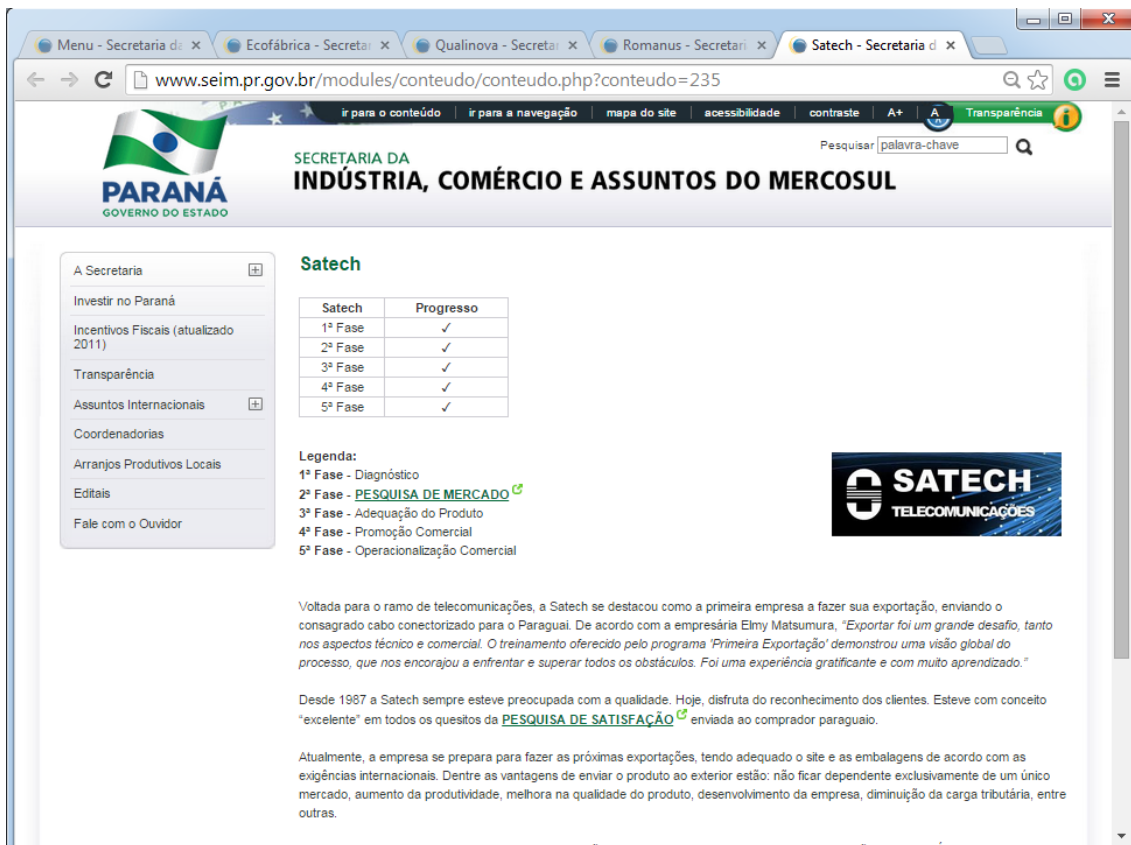 Menu - Secretaria da
Ecofábrica - Secretar
Qualinova - Secretar
Romanus - Secretari
Satech - Secretaria d
www.seim.pr.gov.br/modules/conteudo/conteudo.php?conteudo=235
ir para o conteúdo | ir para a navegação | mapa do site | acessibilidade | contraste | A+ | A Transparência
Pesquisar palavra-chave
PARANÁ
GOVERNO DO ESTADO
SECRETARIA DA
INDÚSTRIA, COMÉRCIO E ASSUNTOS DO MERCOSUL
A Secretaria
Investir no Paraná
Incentivos Fiscais (atualizado
2011)
Transparência
Assuntos Internacionais
Coordenadorias
Arranjos Produtivos Locais
Editais
Fale com o Ouvidor
Satech
Satech Progresso
1ª Fase ✓
2ª Fase ✓
3ª Fase ✓
4ª Fase ✓
5ª Fase ✓
Legenda:
1ª Fase - Diagnóstico
2ª Fase - PESQUISA DE MERCADO
3ª Fase - Adequação do Produto
4ª Fase - Promoção Comercial
5ª Fase - Operacionalização Comercial
SATECH
TELECOMUNICAÇÕES
Voltada para o ramo de telecomunicações, a Satech se destacou como a primeira empresa a fazer sua exportação, enviando o
consagrado cabo conectorizado para o Paraguai. De acordo com a empresária Elmy Matsumura, “Exportar foi um grande desafio, tanto
nos aspectos técnico e comercial. O treinamento oferecido pelo programa 'Primeira Exportação' demonstrou uma visão global do
processo, que nos encorajou a enfrentar e superar todos os obstáculos. Foi uma experiência gratificante e com muito aprendizado.”
Desde 1987 a Satech sempre esteve preocupada com a qualidade. Hoje, disfruta do reconhecimento dos clientes. Esteve com conceito
“excelente” em todos os quesitos da PESQUISA DE SATISFAÇÃO enviada ao comprador paraguaio.
Atualmente, a empresa se prepara para fazer as próximas exportações, tendo adequado o site e as embalagens de acordo com as
exigências internacionais. Dentre as vantagens de enviar o produto ao exterior estão: não ficar dependente exclusivamente de um único
mercado, aumento da produtividade, melhora na qualidade do produto, desenvolvimento da empresa, diminuição da carga tributária, entre
outras.